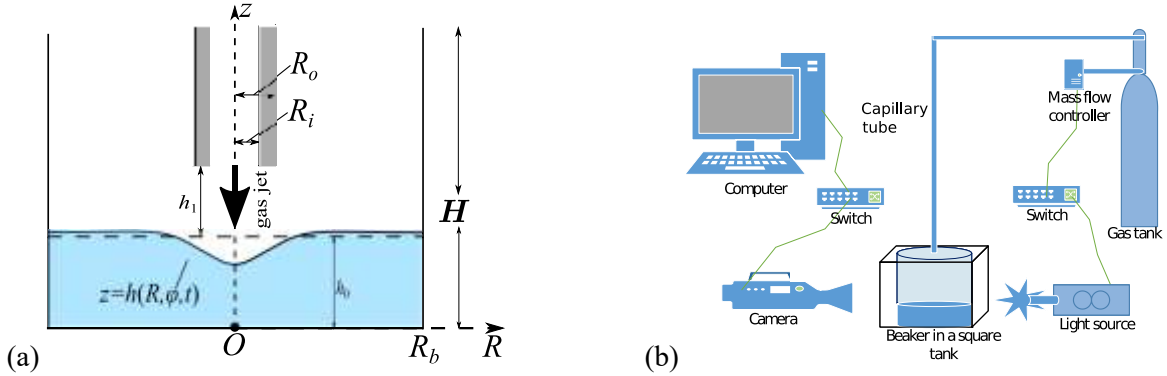 z
R_o
R_i
gas jet
h_1
H
h_0
z=h(R,φ,t)
O
R_b
R
(a)
Capillary
tube
Mass flow
controller
Computer
Switch
Switch
Gas tank
Camera
Beaker in a square
tank
Light source
(b)